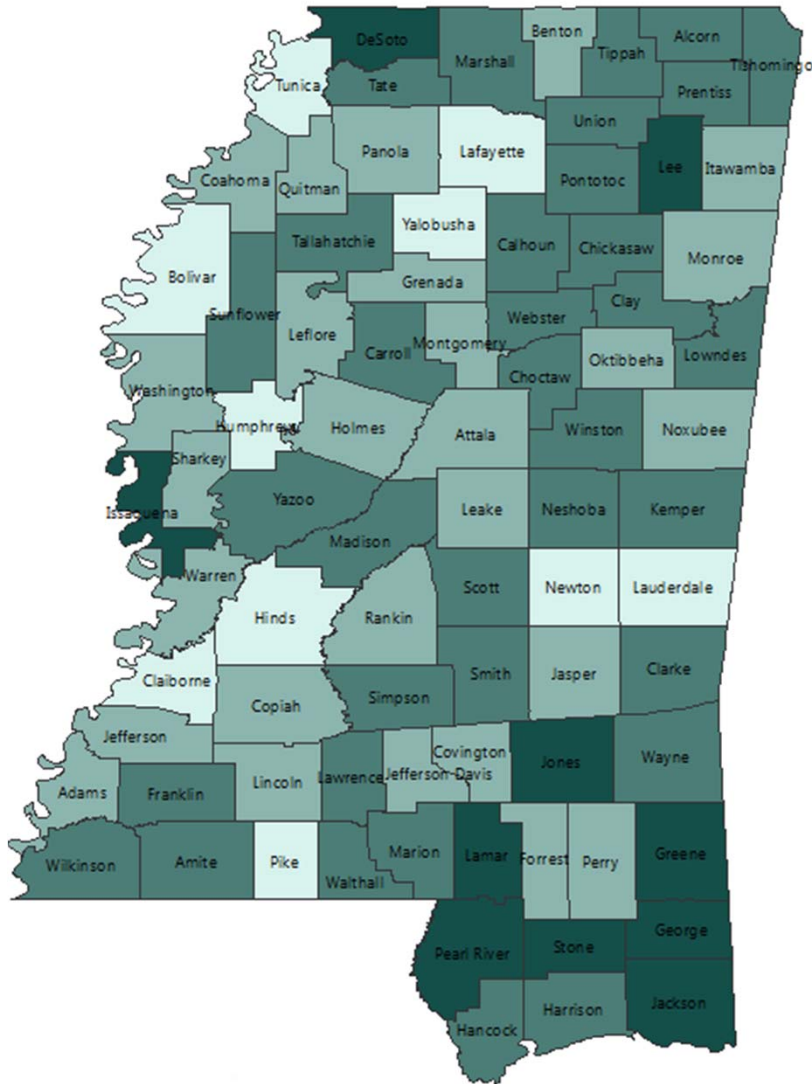 DeSoto
Benton
Alcorn
Tippah
Marshall
Tishomingo
Tunica
Tate
Prentiss
Union
Panola
Lafayette
Lee
Coahoma
Quitman
Pontotoc
Itawamba
Yalobusha
Tallahatchie
Calhoun
Chickasaw
Monroe
Bolivar
Grenada
Clay
Sunflower
Webster
Leflore
Montgomery
Carroll
Oktibbeha
Lowndes
Choctaw
Washington
Humphreys
Holmes
Attala
Winston
Noxubee
Sharkey
Yazoo
Leake
Neshoba
Kemper
Issaquena
Madison
Warren
Scott
Newton
Lauderdale
Hinds
Rankin
Claiborne
Smith
Jasper
Clarke
Copiah
Simpson
Jefferson
Covington
Jones
Wayne
Lincoln
Lawrence
Jefferson Davis
Adams
Franklin
Marion
Lamar
Forrest
Perry
Greene
Wilkinson
Amite
Pike
Walthall
George
Pearl River
Stone
Jackson
Harrison
Hancock